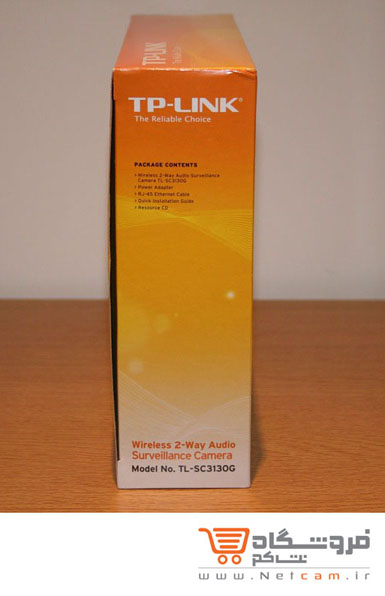 TP-LINK
TP-LINK®
The Reliable Choice
PACKAGE CONTENTS
› Wireless 2-Way Audio Surveillance
Camera TL-SC3130G
› Power Adapter
› RJ-45 Ethernet Cable
› Quick Installation Guide
› Resource CD
Wireless 2-Way Audio
Surveillance Camera
Model No. TL-SC3130G
فروشگاه
نت کم
www.Netcam.ir